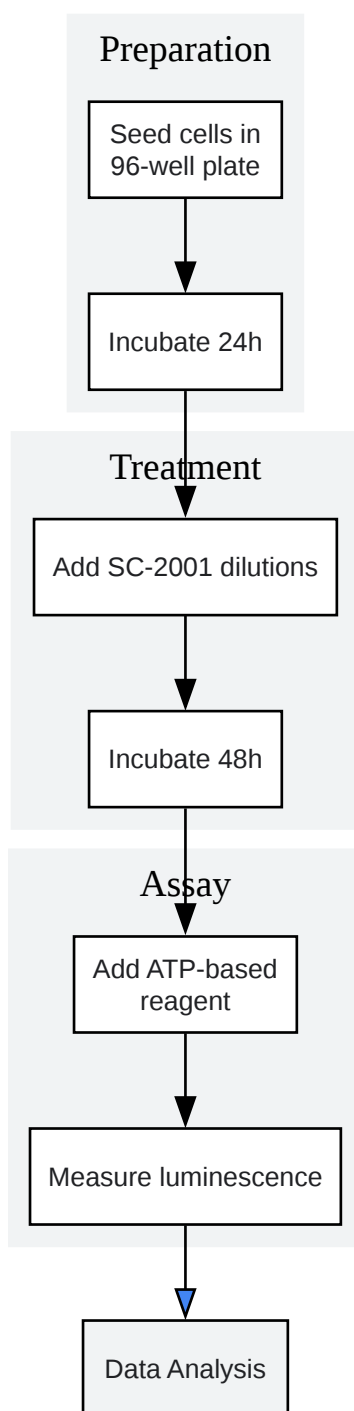 Preparation
Seed cells in
96-well plate
Incubate 24h
Treatment
Add SC-2001 dilutions
Incubate 48h
Assay
Add ATP-based
reagent
Measure luminescence
Data Analysis